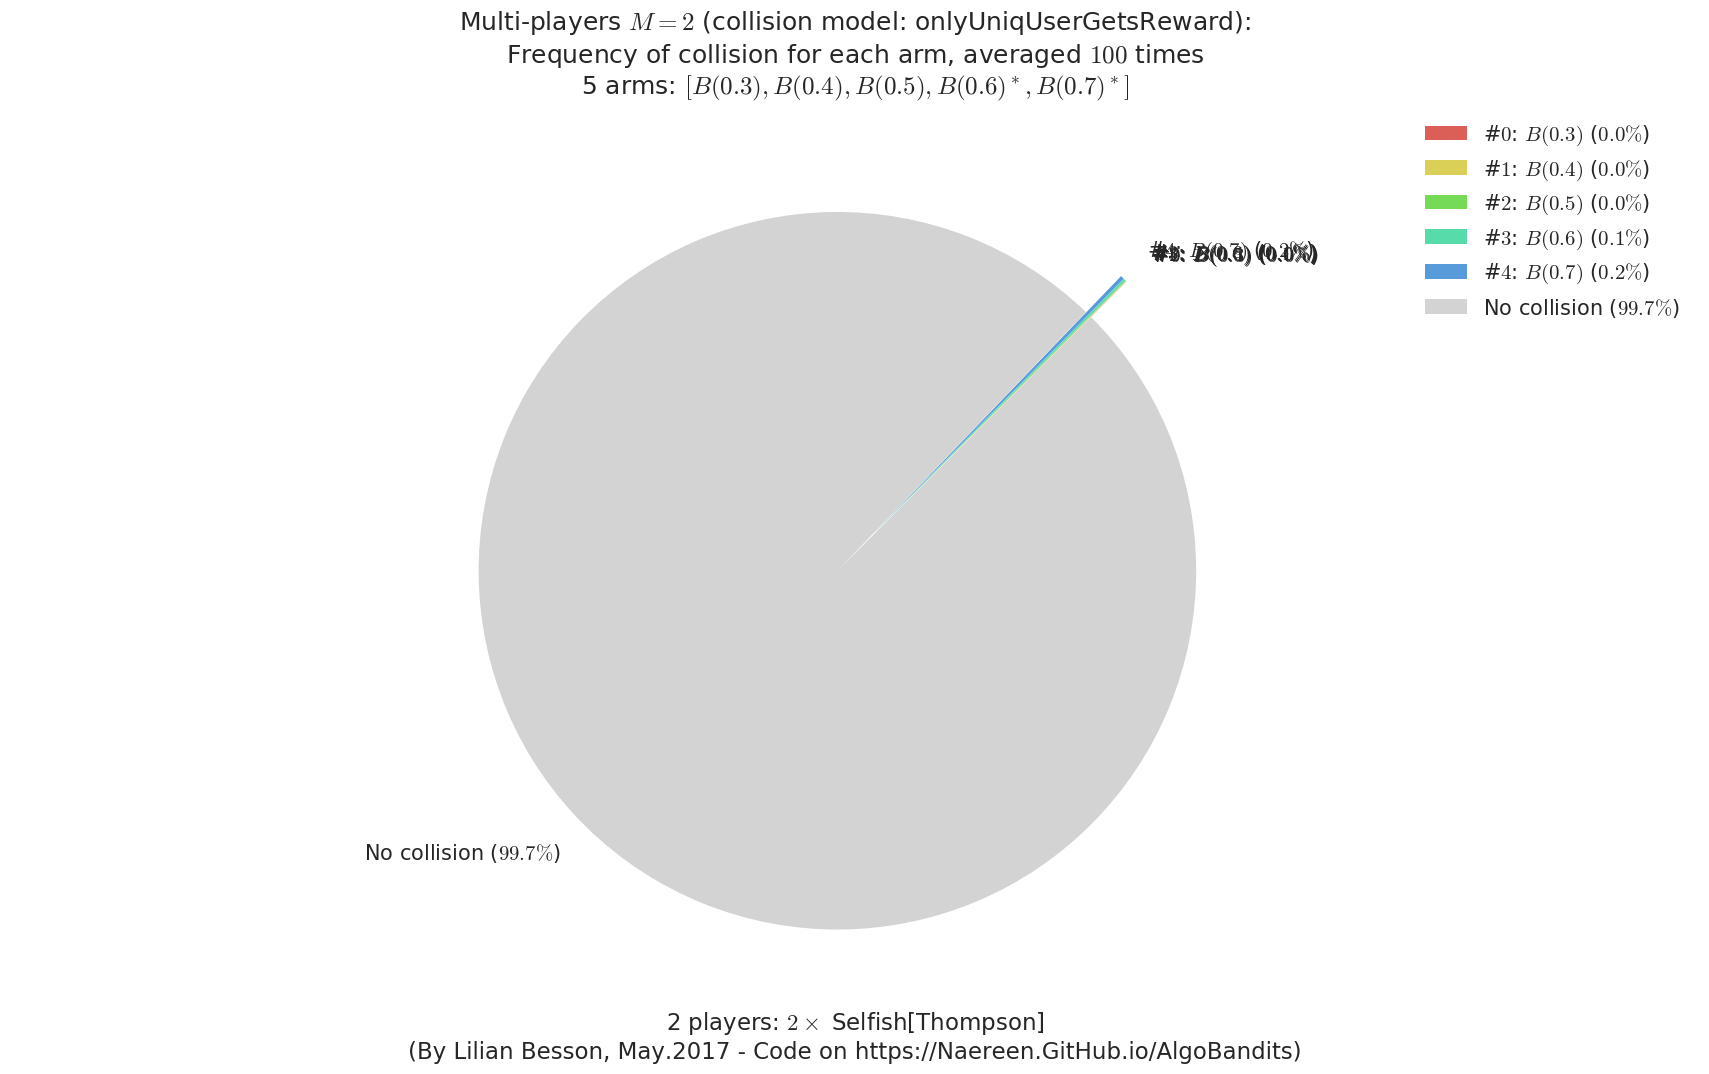 Multi-players M = 2 (collision model: onlyUniqUserGetsReward):
Frequency of collision for each arm, averaged 100 times
5 arms: [B(0.3), B(0.4), B(0.5), B(0.6)*, B(0.7)*]
#0: B(0.3) (0.0%)
#1: B(0.4) (0.0%)
#2: B(0.5) (0.0%)
#3: B(0.6) (0.1%)
#4: B(0.7) (0.2%)
No collision (99.7%)
No collision (99.7%)
2 players: 2 × Selfish[Thompson]
(By Lilian Besson, May.2017 - Code on https://Naereen.GitHub.io/AlgoBandits)